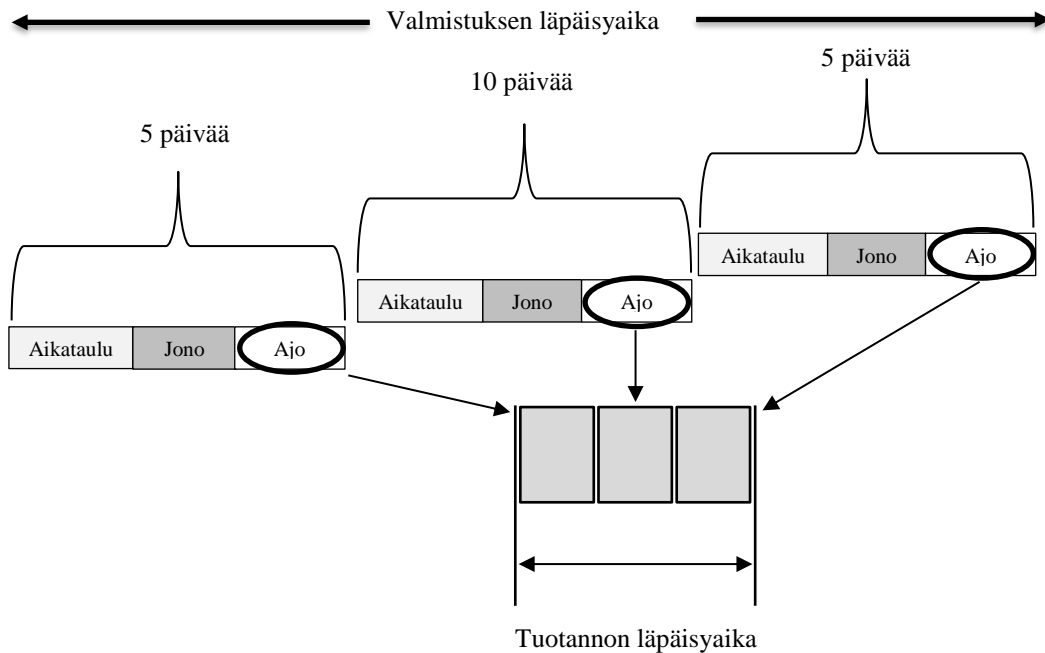 Valmistuksen läpäisyaika
5 päivää
10 päivää
5 päivää
Aikataulu Jono Ajo
Aikataulu Jono Ajo
Aikataulu Jono Ajo
Tuotannon läpäisyaika